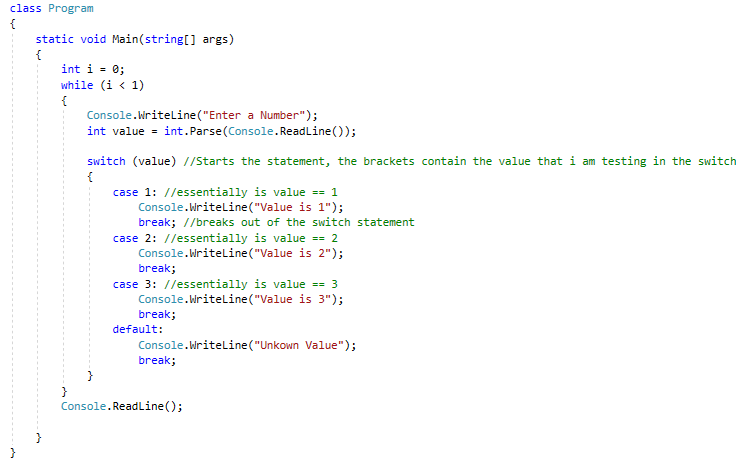 class Program
{
static void Main(string[] args)
{
int i = 0;
while (i < 1)
{
Console.WriteLine("Enter a Number");
int value = int.Parse(Console.ReadLine());
switch (value) //Starts the statement, the brackets contain the value that i am testing in the switch
{
case 1: //essentially is value == 1
Console.WriteLine("Value is 1");
break; //breaks out of the switch statement
case 2: //essentially is value == 2
Console.WriteLine("Value is 2");
break;
case 3: //essentially is value == 3
Console.WriteLine("Value is 3");
break;
default:
Console.WriteLine("Unkown Value");
break;
}
}
Console.ReadLine();
}
}